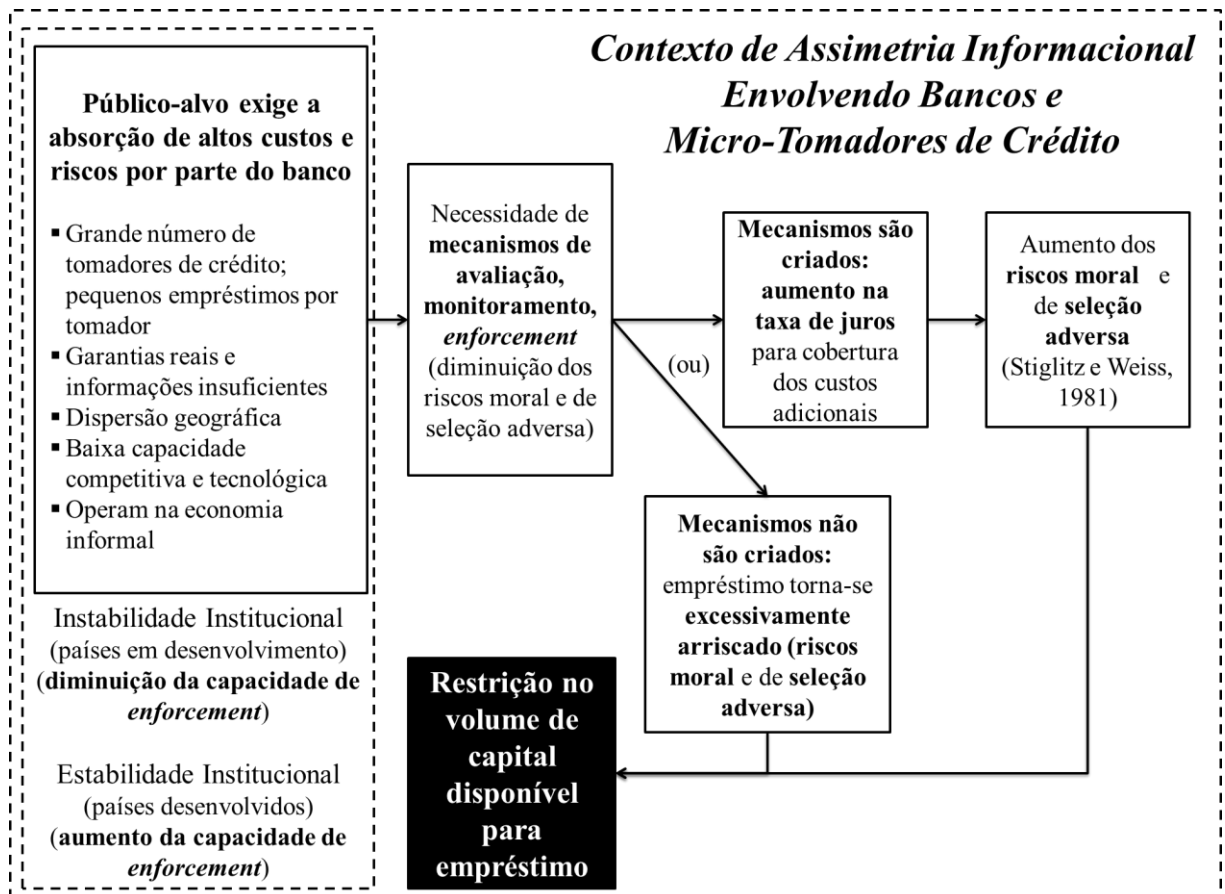 Contexto de Assimetria Informacional
Envolvendo Bancos e
Micro-Tomadores de Crédito
Público-alvo exige a
absorção de altos custos e
riscos por parte do banco
▪ Grande número de
tomadores de crédito;
pequenos empréstimos por
tomador
▪ Garantias reais e
informações insuficientes
▪ Dispersão geográfica
▪ Baixa capacidade
competitiva e tecnológica
▪ Operam na economia
informal
Instabilidade Institucional
(países em desenvolvimento)
(diminuição da capacidade de
enforcement)
Estabilidade Institucional
(países desenvolvidos)
(aumento da capacidade de
enforcement)
Necessidade de
mecanismos de
avaliação,
monitoramento,
enforcement
(diminuição dos
riscos moral e de
seleção adversa)
(ou)
Mecanismos são
criados:
aumento na
taxa de juros
para cobertura
dos custos
adicionais
Aumento dos
riscos moral e
de seleção
adversa
(Stiglitz e Weiss,
1981)
Mecanismos não
são criados:
empréstimo torna-se
excessivamente
arriscado (riscos
moral e de seleção
adversa)
Restrição no
volume de
capital
disponível
para
empréstimo